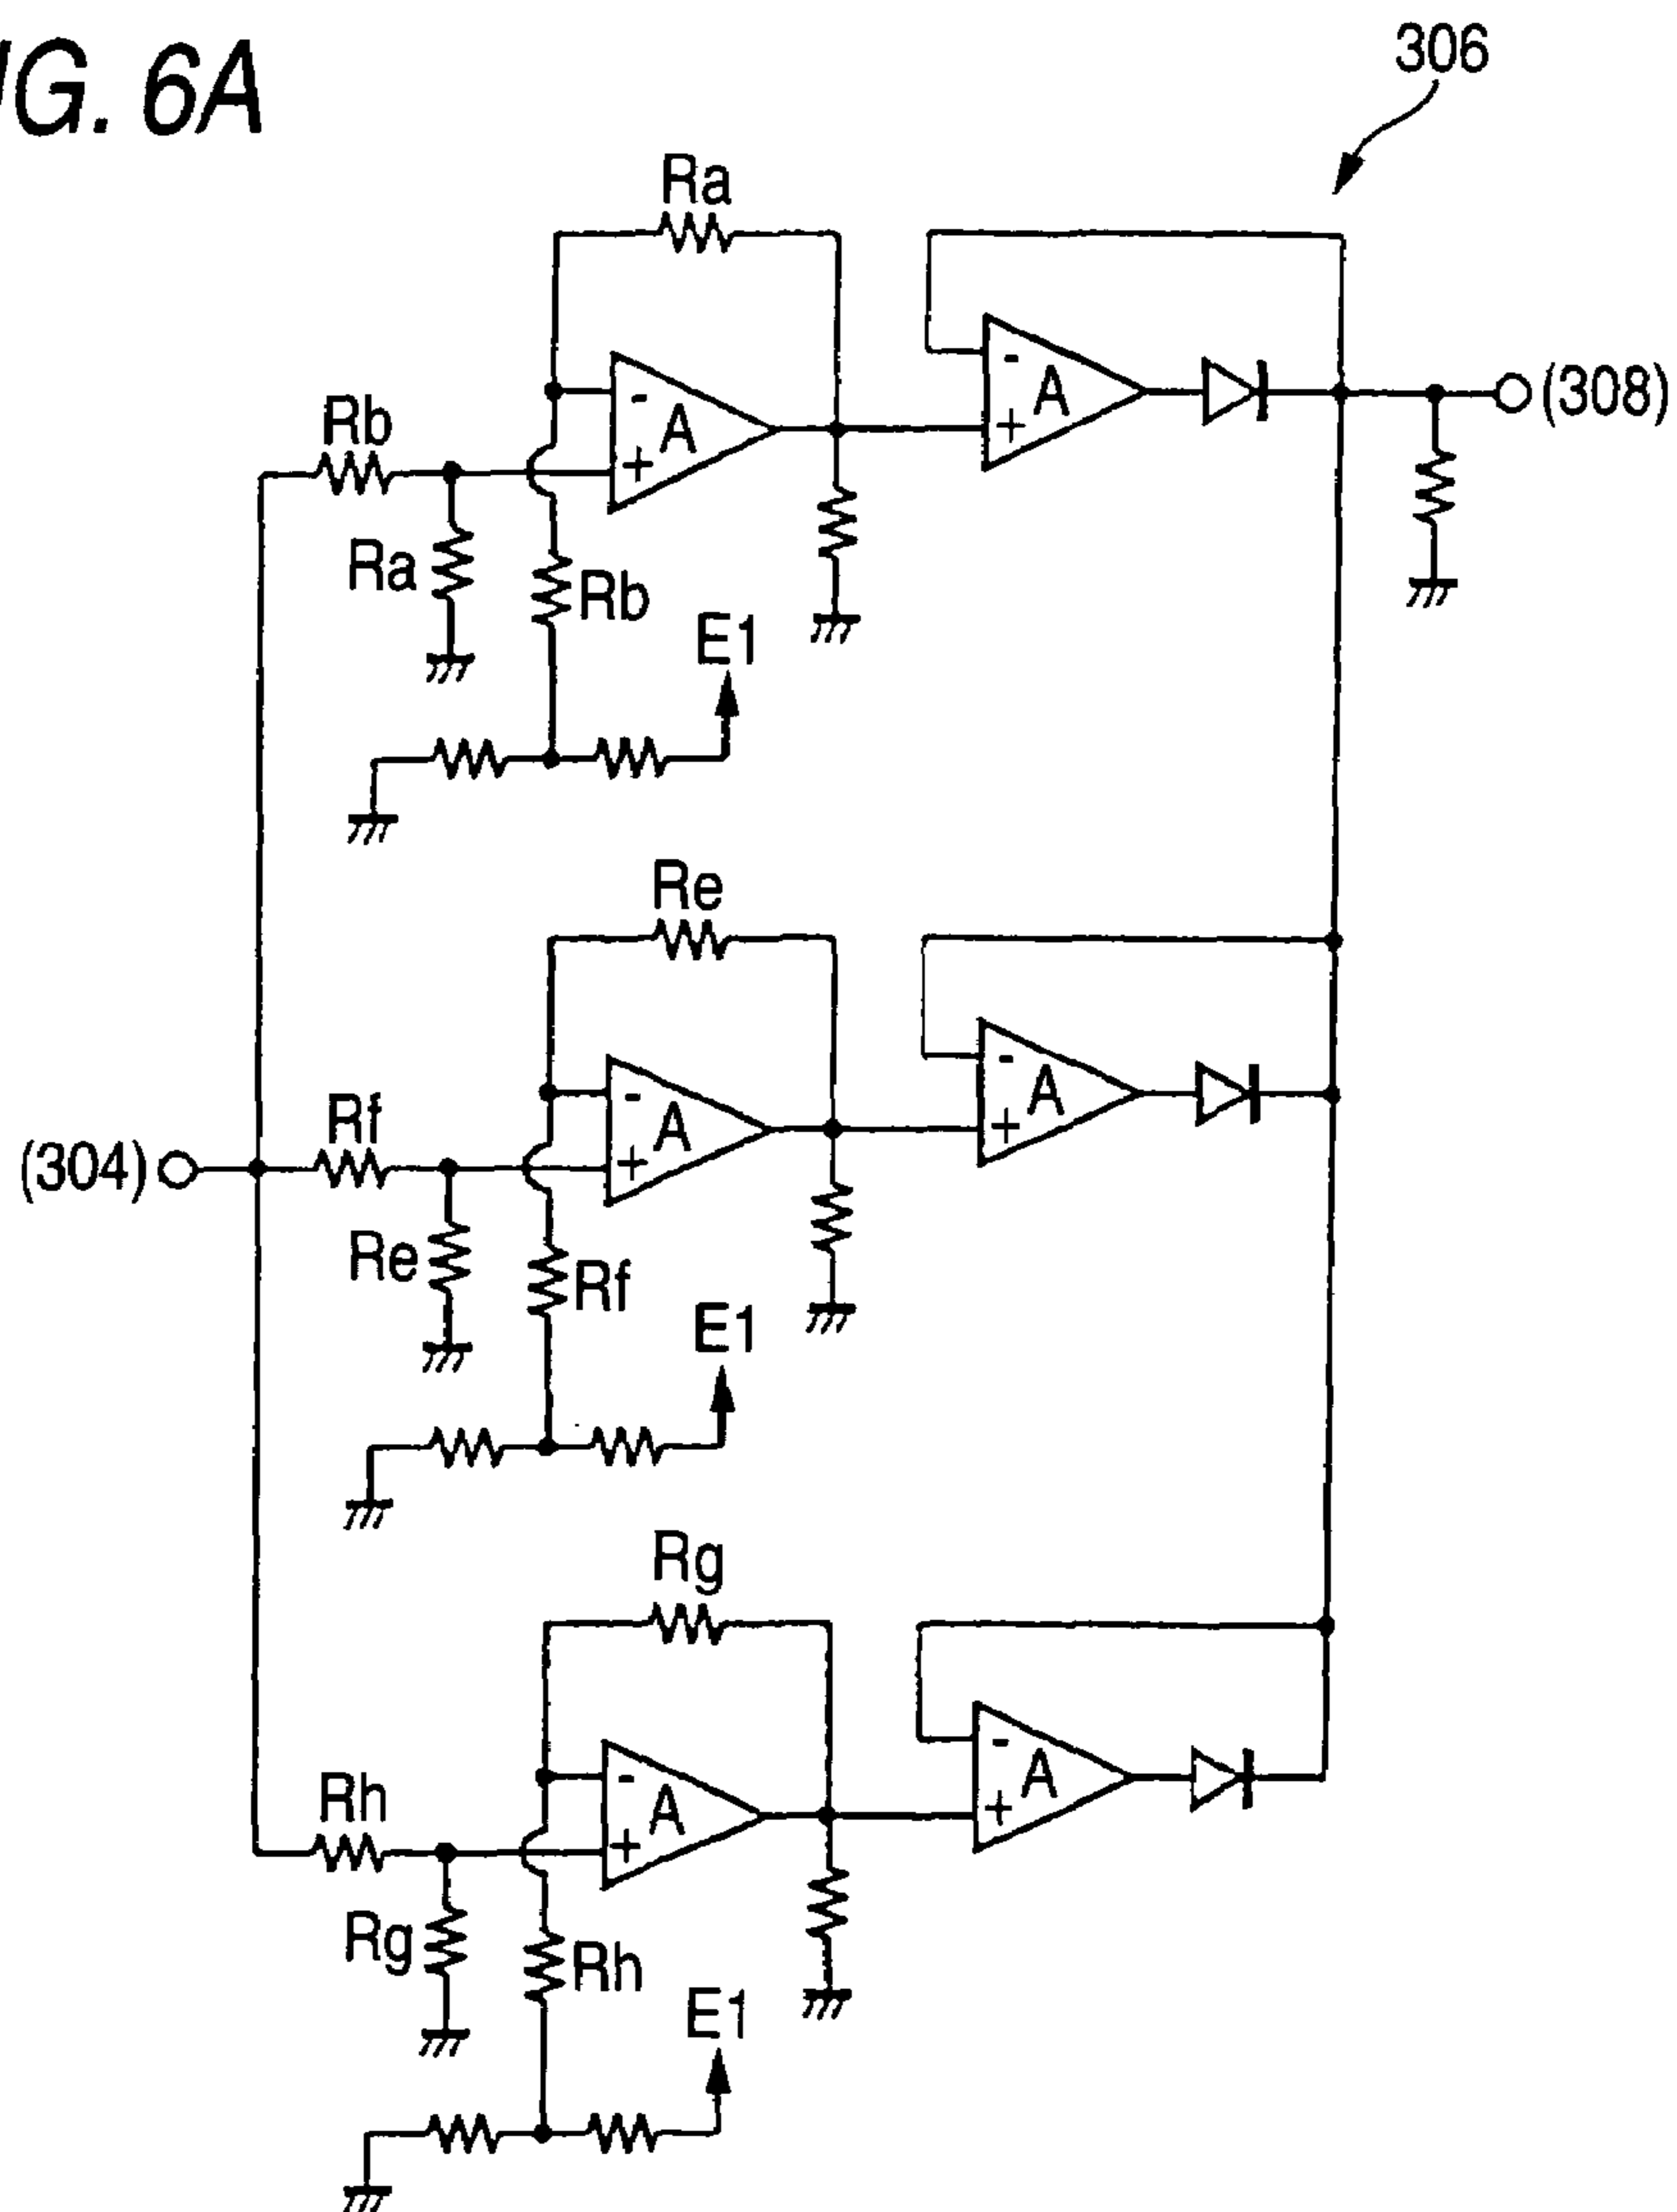 G. 6A
306
Ra
- A +
- A +
(308)
Rb
Ra
Rb
E1
Re
- A +
- A +
(304)
Rf
Re
Rf
E1
Rg
- A +
- A +
Rh
Rg
Rh
E1